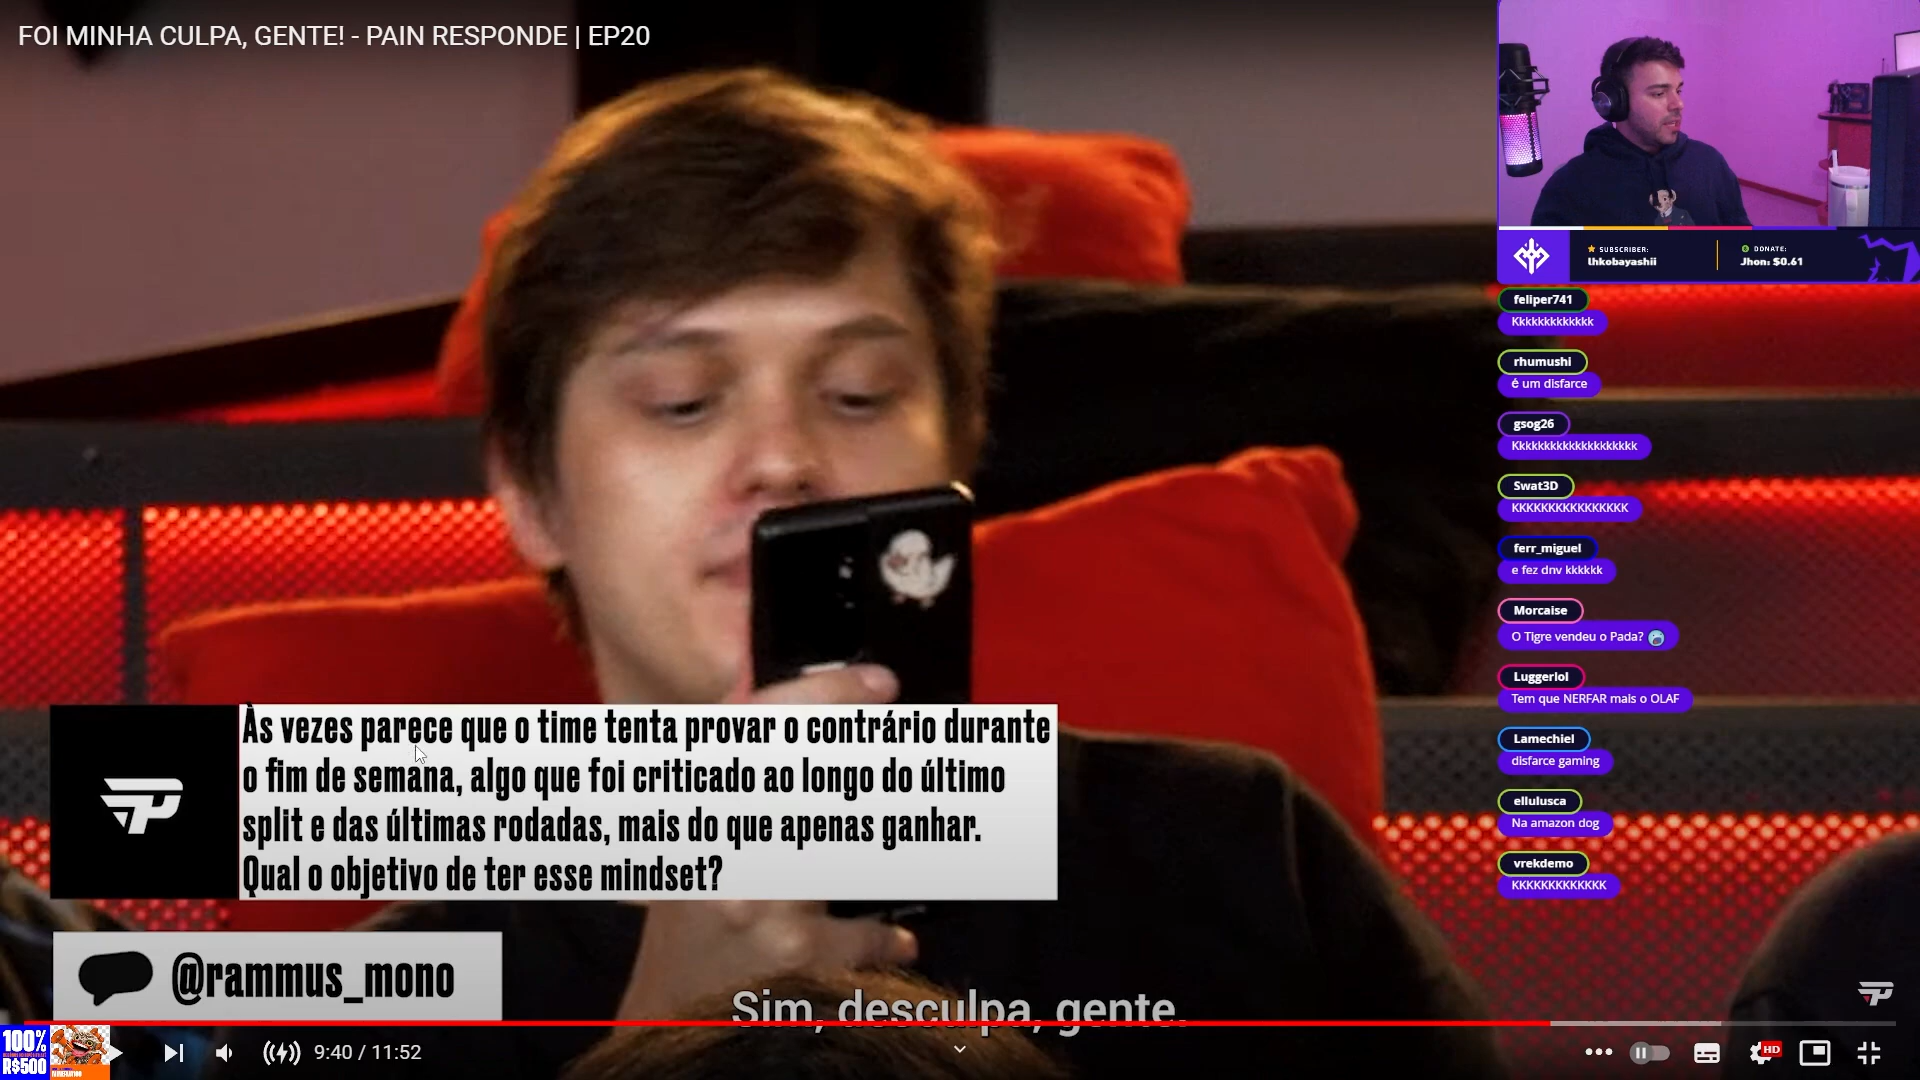 FOI MINHA CULPA, GENTE! - PAIN RESPONDE | EP20
SUBSCRIBER:
lhkobayashii
DONATE:
Jhon: $0.61
feliper741
Kkkkkkkkkkkkk
rhumushi
é um disfarce
gsog26
Kkkkkkkkkkkkkkkkkkkk
Swat3D
KKKKKKKKKKKKKKKKK
ferr_miguel
e fez dnv kkkkkk
Morcaise
O Tigre vendeu o Pada?
Luggerlol
Tem que NERFAR mais o OLAF
Lamechiel
disfarce gaming
ellulusca
Na amazon dog
vrekdemo
KKKKKKKKKKKKK
Às vezes parece que o time tenta provar o contrário durante
o fim de semana, algo que foi criticado ao longo do último
split e das últimas rodadas, mais do que apenas ganhar.
Qual o objetivo de ter esse mindset?
@rammus_mono
Sim, desculpa, gente.
100%
R$500
9:40 / 11:52
HD